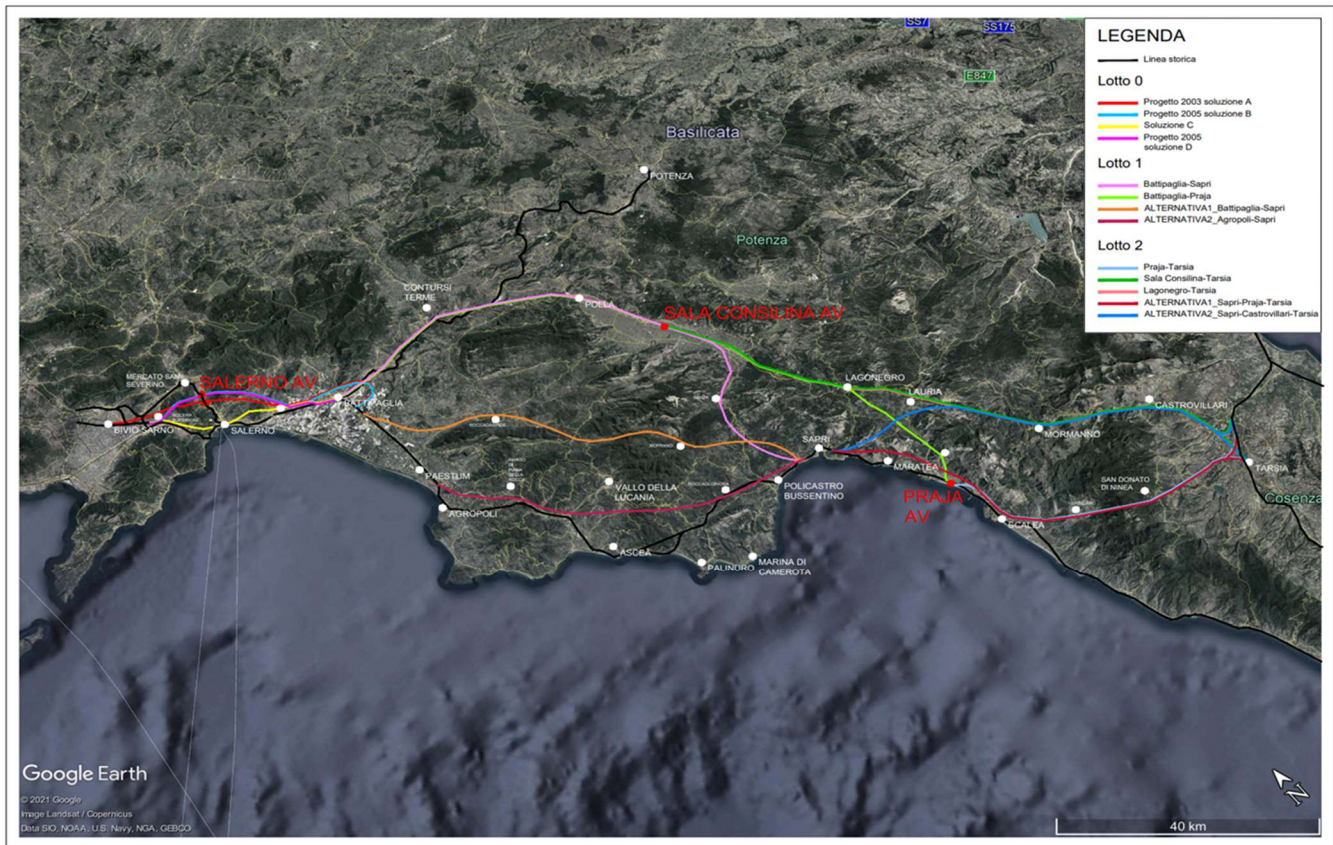 SS7
SS175
E847
Basilicata
POTENZA
Potenza
CONTURSI
TERME
POLLA
SALA CONSILINA AV
MERCATO SAN
SEVERINO
SALERNO AV
BATTIPAGLIA
LAGONEGRO
LAURIA
CASTROVILLARI
BIVIO SARNO
SALERNO
MORMANNO
SAPRI
TARSIA
PAESTUM
VALLO DELLA
LUCANIA
POLICASTRO
BUSSENTINO
MARATEA
SAN DONATO
DI NINEA
Cosenza
PRAJA
AV
AGROPOLI
SCALEA
ASCEA
PALINURO
MARINA DI
CAMEROTA
LEGENDA
Linea storica
Lotto 0
Progetto 2003 soluzione A
Progetto 2005 soluzione B
Soluzione C
Progetto 2005
soluzione D
Lotto 1
Battipaglia-Sapri
Battipaglia-Praja
ALTERNATIVA1_Battipaglia-Sapri
ALTERNATIVA2_Agropoli-Sapri
Lotto 2
Praja-Tarsia
Sala Consilina-Tarsia
Lagonegro-Tarsia
ALTERNATIVA1_Sapri-Praja-Tarsia
ALTERNATIVA2_Sapri-Castrovillari-Tarsia
Google Earth
© 2021 Google
Image Landsat / Copernicus
Data SIO, NOAA, U.S. Navy, NGA, GEBCO
N
40 km